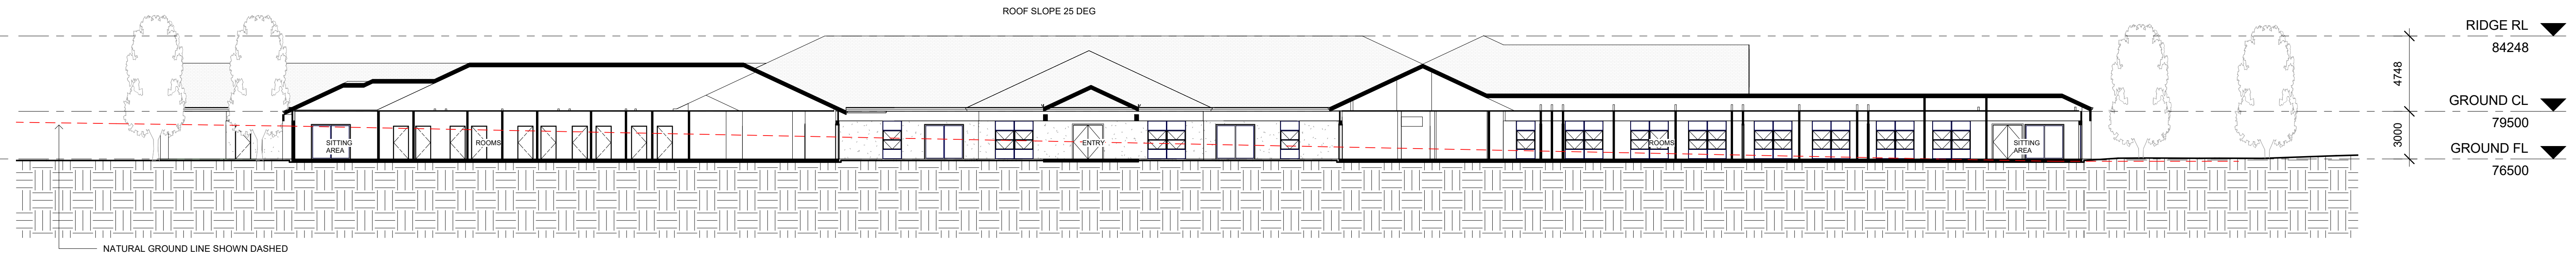 ROOF SLOPE 25 DEG
RIDGE RL
84248
4748
GROUND CL
79500
3000
GROUND FL
76500
SITTING
AREA
ROOMS
ENTRY
ROOMS
SITTING
AREA
NATURAL GROUND LINE SHOWN DASHED